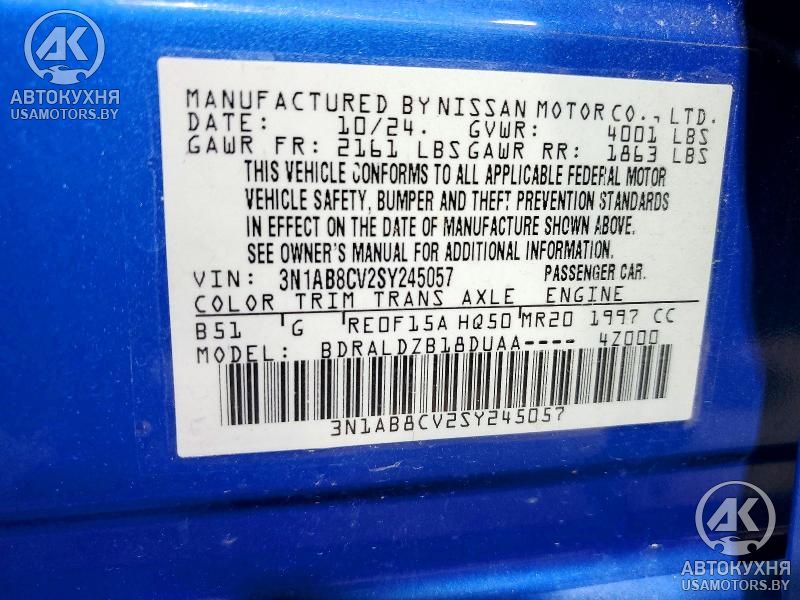 AK
АВТОКУХНЯ
USAMOTORS.BY
MANUFACTURED BY NISSAN MOTOR CO., LTD.
DATE: 10/24. GVWR: 4001 LBS
GAWR FR: 2161 LBS GAWR RR: 1863 LBS
THIS VEHICLE CONFORMS TO ALL APPLICABLE FEDERAL MOTOR
VEHICLE SAFETY, BUMPER AND THEFT PREVENTION STANDARDS
IN EFFECT ON THE DATE OF MANUFACTURE SHOWN ABOVE.
SEE OWNER'S MANUAL FOR ADDITIONAL INFORMATION.
VIN: 3N1AB8CV2SY245057 PASSENGER CAR.
COLOR TRIM TRANS AXLE ENGINE
B51 G RE0F15A HQ50 MR20 1997 CC
MODEL: BDRALDZB18DUAA---- 4Z000
3N1AB8CV2SY245057
AK
АВТОКУХНЯ
USAMOTORS.BY